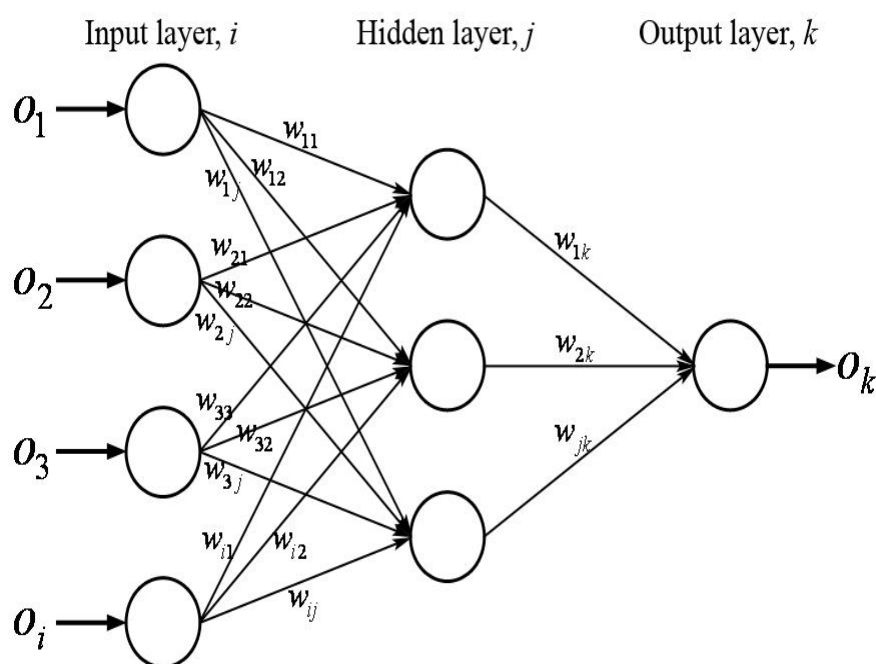 Input layer, i Hidden layer, j Output layer, k
O₁
w₁₁
w₁₂
w₁ⱼ
w₂₁
O₂
w₂₂
w₂ⱼ
w₁ₖ
w₂ₖ
Oₖ
w₃₃
w₃₂
O₃
w₃ⱼ
wⱼₖ
wᵢ₁
wᵢ₂
wᵢⱼ
Oᵢ